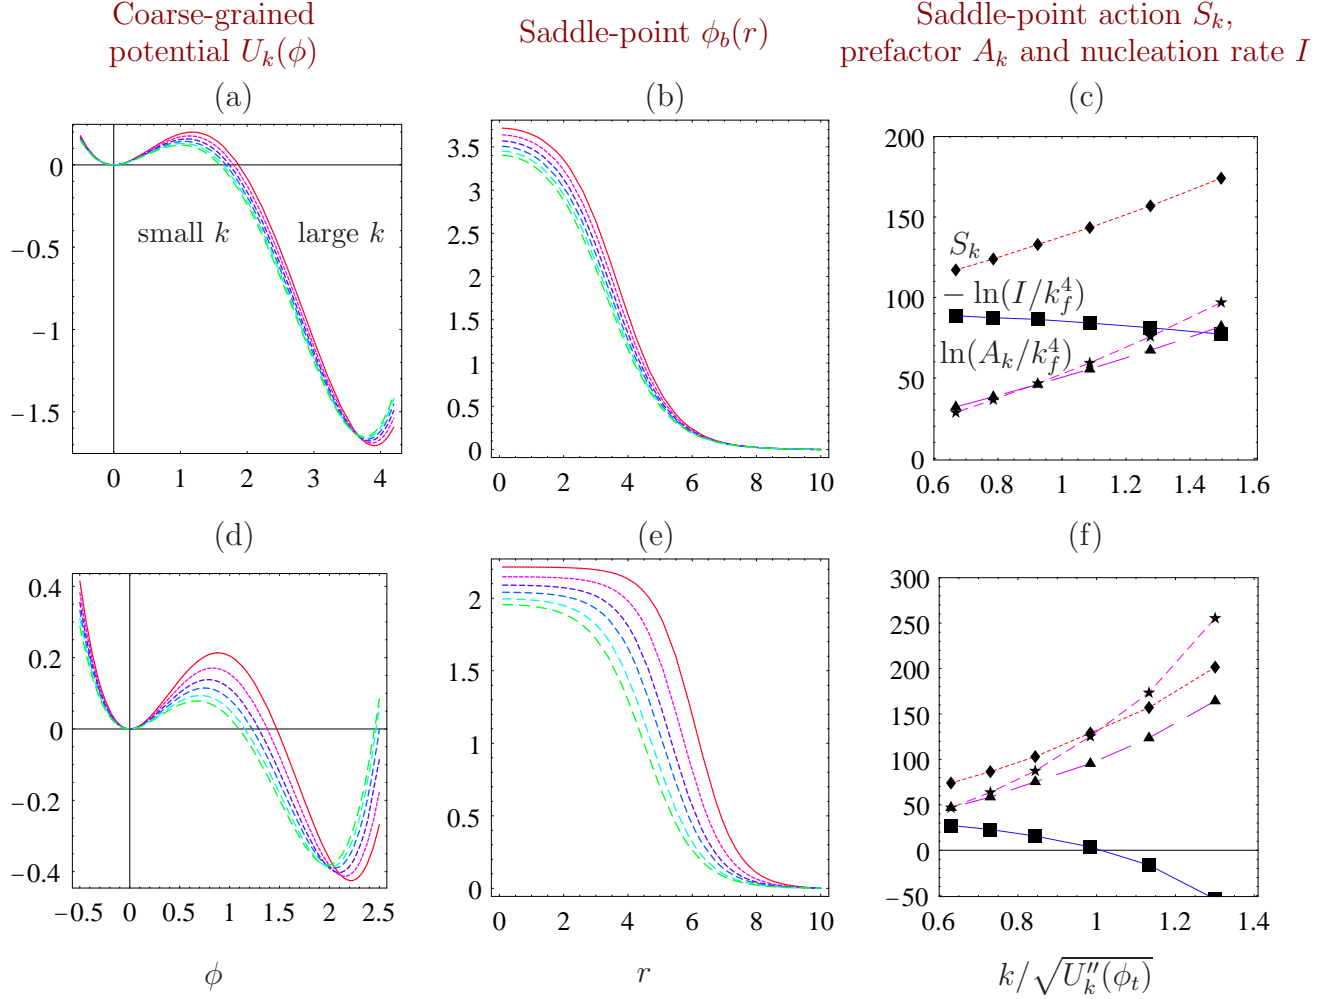 Coarse-grained
potential U_k(ϕ)
Saddle-point ϕ_b(r)
Saddle-point action S_k,
prefactor A_k and nucleation rate I
(a)
(b)
(c)
0
−0.5
−1
−1.5
small k
large k
0 1 2 3 4
3.5
3
2.5
2
1.5
1
0.5
0
0 2 4 6 8 10
200
150
100
50
0
S_k
− ln(I/k_f^4)
ln(A_k/k_f^4)
0.6 0.8 1 1.2 1.4 1.6
(d)
(e)
(f)
0.4
0.2
0
−0.2
−0.4
−0.5 0 0.5 1 1.5 2 2.5
2
1.5
1
0.5
0
0 2 4 6 8 10
300
250
200
150
100
50
0
−50
0.6 0.8 1 1.2 1.4
ϕ
r
k/√U_k''(ϕ_t)